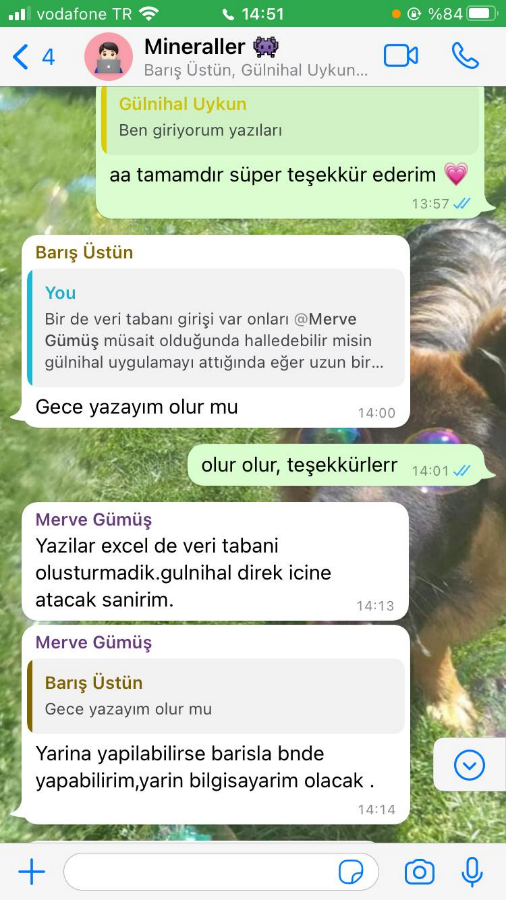 vodafone TR 14:51 %84
4 Mineraller 👾
Barış Üstün, Gülnihal Uykun...
Gülnihal Uykun
Ben giriyorum yazıları
aa tamamdır süper teşekkür ederim 💗
13:57
Barış Üstün
You
Bir de veri tabanı girişi var onları @Merve
Gümüş müsait olduğunda halledebilir misin
gülnihal uygulamayı attığında eğer uzun bir...
Gece yazayım olur mu
14:00
olur olur, teşekkürlerr 14:01
Merve Gümüş
Yazilar excel de veri tabani
olusturmadik.gulnihal direk icine
atacak sanirim.
14:13
Merve Gümüş
Barış Üstün
Gece yazayım olur mu
Yarina yapilabilirse barisla bnde
yapabilirim,yarin bilgisayarim olacak .
14:14